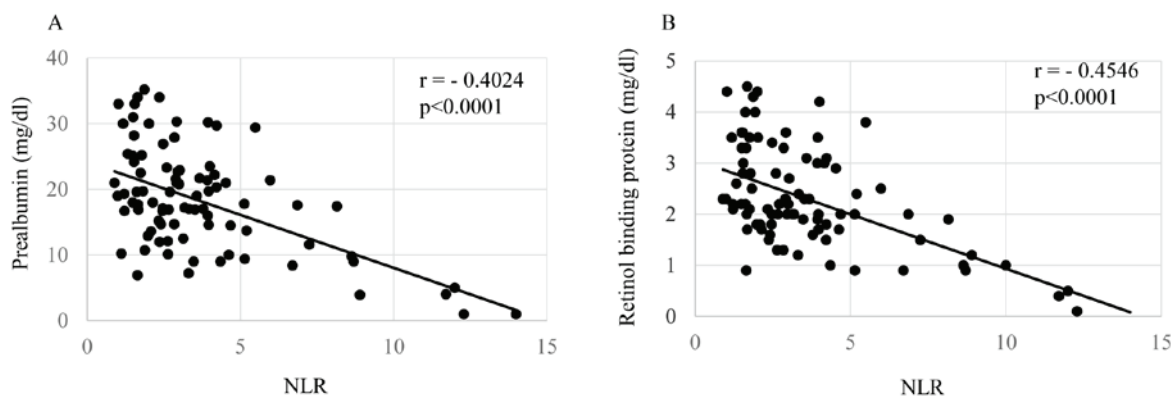 A
Prealbumin (mg/dl)
40
30
20
10
0
r = - 0.4024
p<0.0001
0 5 10 15
NLR
B
Retinol binding protein (mg/dl)
5
4
3
2
1
0
r = - 0.4546
p<0.0001
0 5 10 15
NLR